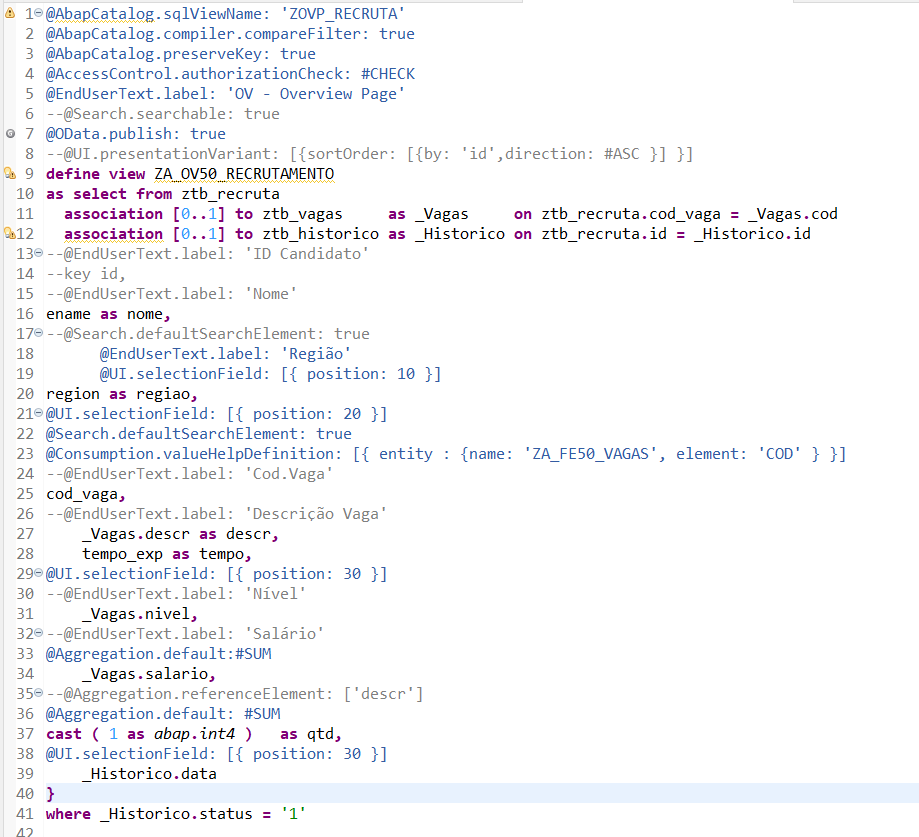 1 @AbapCatalog.sqlViewName: 'ZOVP_RECRUTA'
2 @AbapCatalog.compiler.compareFilter: true
3 @AbapCatalog.preserveKey: true
4 @AccessControl.authorizationCheck: #CHECK
5 @EndUserText.label: 'OV - Overview Page'
6 --@Search.searchable: true
7 @OData.publish: true
8 --@UI.presentationVariant: [{sortOrder: [{by: 'id',direction: #ASC }] }]
9 define view ZA_OV50_RECRUTAMENTO
10 as select from ztb_recruta
11   association [0..1] to ztb_vagas     as _Vagas     on ztb_recruta.cod_vaga = _Vagas.cod
12   association [0..1] to ztb_historico as _Historico on ztb_recruta.id = _Historico.id
13 --@EndUserText.label: 'ID Candidato'
14 --key id,
15 --@EndUserText.label: 'Nome'
16 ename as nome,
17 --@Search.defaultSearchElement: true
18       @EndUserText.label: 'Região'
19       @UI.selectionField: [{ position: 10 }]
20 region as regiao,
21 @UI.selectionField: [{ position: 20 }]
22 @Search.defaultSearchElement: true
23 @Consumption.valueHelpDefinition: [{ entity : {name: 'ZA_FE50_VAGAS', element: 'COD' } }]
24 --@EndUserText.label: 'Cod.Vaga'
25 cod_vaga,
26 --@EndUserText.label: 'Descrição Vaga'
27     _Vagas.descr as descr,
28     tempo_exp as tempo,
29 @UI.selectionField: [{ position: 30 }]
30 --@EndUserText.label: 'Nível'
31     _Vagas.nivel,
32 --@EndUserText.label: 'Salário'
33 @Aggregation.default:#SUM
34     _Vagas.salario,
35 --@Aggregation.referenceElement: ['descr']
36 @Aggregation.default: #SUM
37 cast ( 1 as abap.int4 )   as qtd,
38 @UI.selectionField: [{ position: 30 }]
39     _Historico.data
40 }
41 where _Historico.status = '1'
42